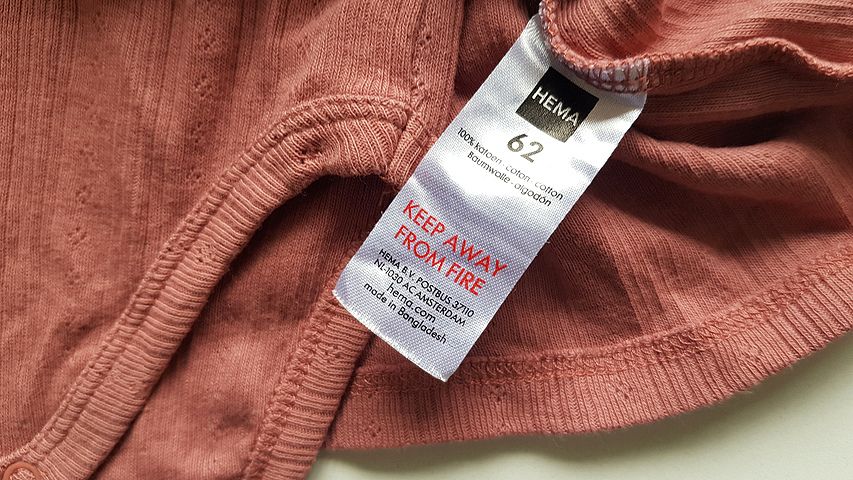 HEMA
62
100% katoen · coton · cotton
Baumwolle · algodón
KEEP AWAY
FROM FIRE
HEMA B.V. POSTBUS 37110
NL-1030 AC AMSTERDAM
hema.com
made in Bangladesh